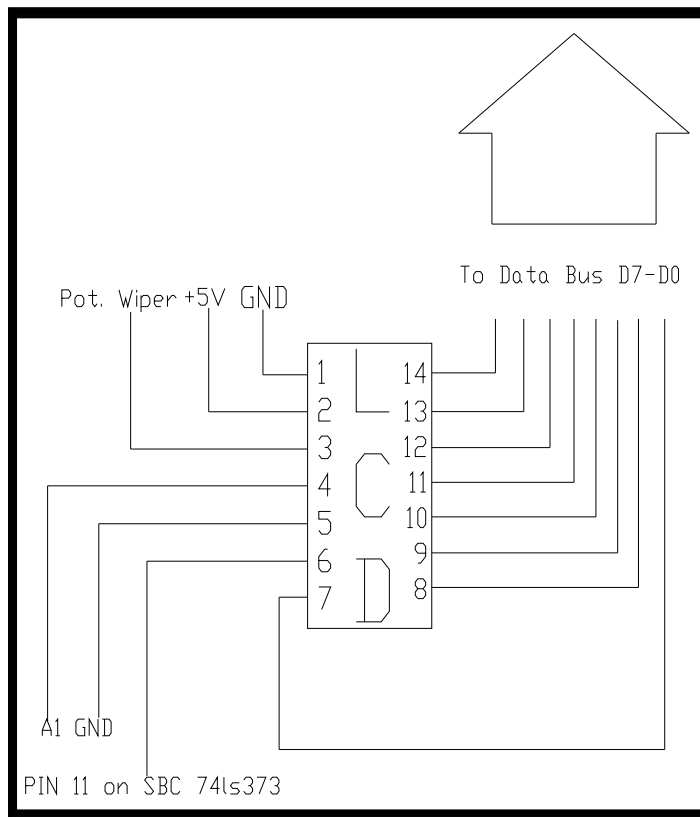 To Data Bus D7-D0
Pot. Wiper +5V GND
1 14
2 13
3 12
4 11
5 10
6 9
7 8
L
C
D
A1 GND
PIN 11 on SBC 74ls373